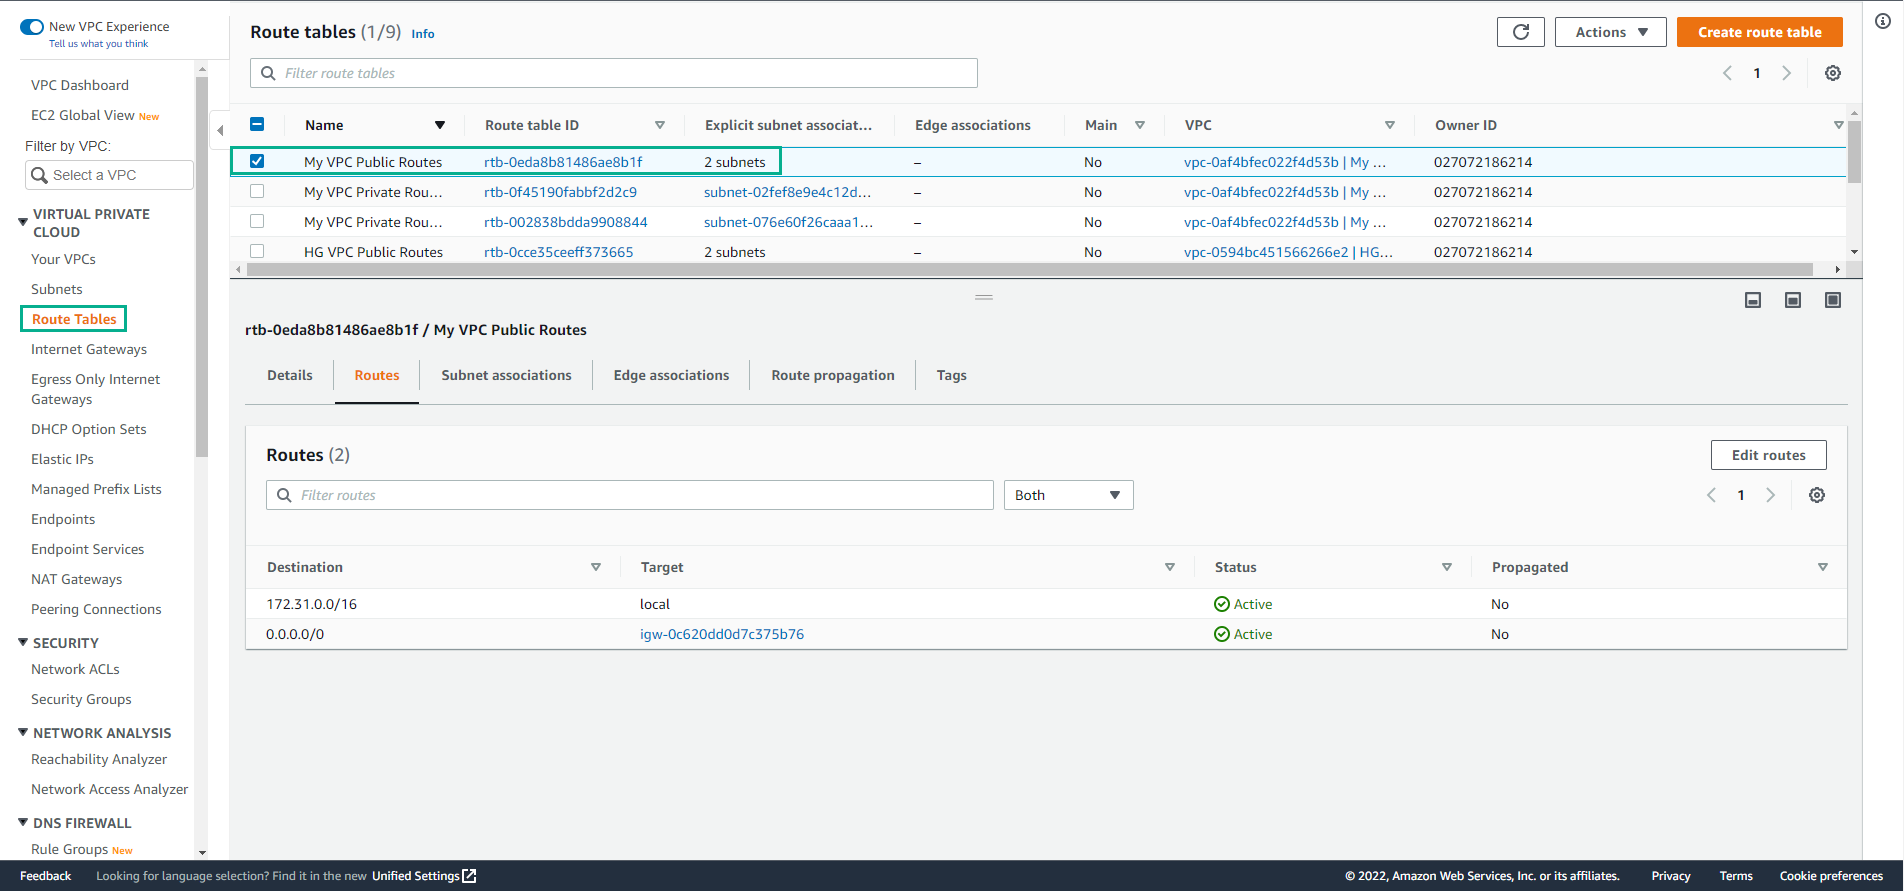 New VPC Experience
Tell us what you think
VPC Dashboard
EC2 Global View New
Filter by VPC:
Select a VPC
VIRTUAL PRIVATE
CLOUD
Your VPCs
Subnets
Route Tables
Internet Gateways
Egress Only Internet
Gateways
DHCP Option Sets
Elastic IPs
Managed Prefix Lists
Endpoints
Endpoint Services
NAT Gateways
Peering Connections
SECURITY
Network ACLs
Security Groups
NETWORK ANALYSIS
Reachability Analyzer
Network Access Analyzer
DNS FIREWALL
Rule Groups New
Route tables (1/9) Info
Actions
Create route table
Filter route tables
1
Name Route table ID Explicit subnet associat... Edge associations Main VPC Owner ID
My VPC Public Routes rtb-0eda8b81486ae8b1f 2 subnets – No vpc-0af4bfec022f4d53b | My ... 027072186214
My VPC Private Rou... rtb-0f45190fabbf2d2c9 subnet-02fef8e9e4c12d... – No vpc-0af4bfec022f4d53b | My ... 027072186214
My VPC Private Rou... rtb-002838bdda9908844 subnet-076e60f26caaa1... – No vpc-0af4bfec022f4d53b | My ... 027072186214
HG VPC Public Routes rtb-0cce35ceeff373665 2 subnets – No vpc-0594bc451566266e2 | HG... 027072186214
rtb-0eda8b81486ae8b1f / My VPC Public Routes
Details Routes Subnet associations Edge associations Route propagation Tags
Routes (2)
Edit routes
Filter routes
Both
1
Destination Target Status Propagated
172.31.0.0/16 local Active No
0.0.0.0/0 igw-0c620dd0d7c375b76 Active No
Feedback Looking for language selection? Find it in the new Unified Settings © 2022, Amazon Web Services, Inc. or its affiliates. Privacy Terms Cookie preferences